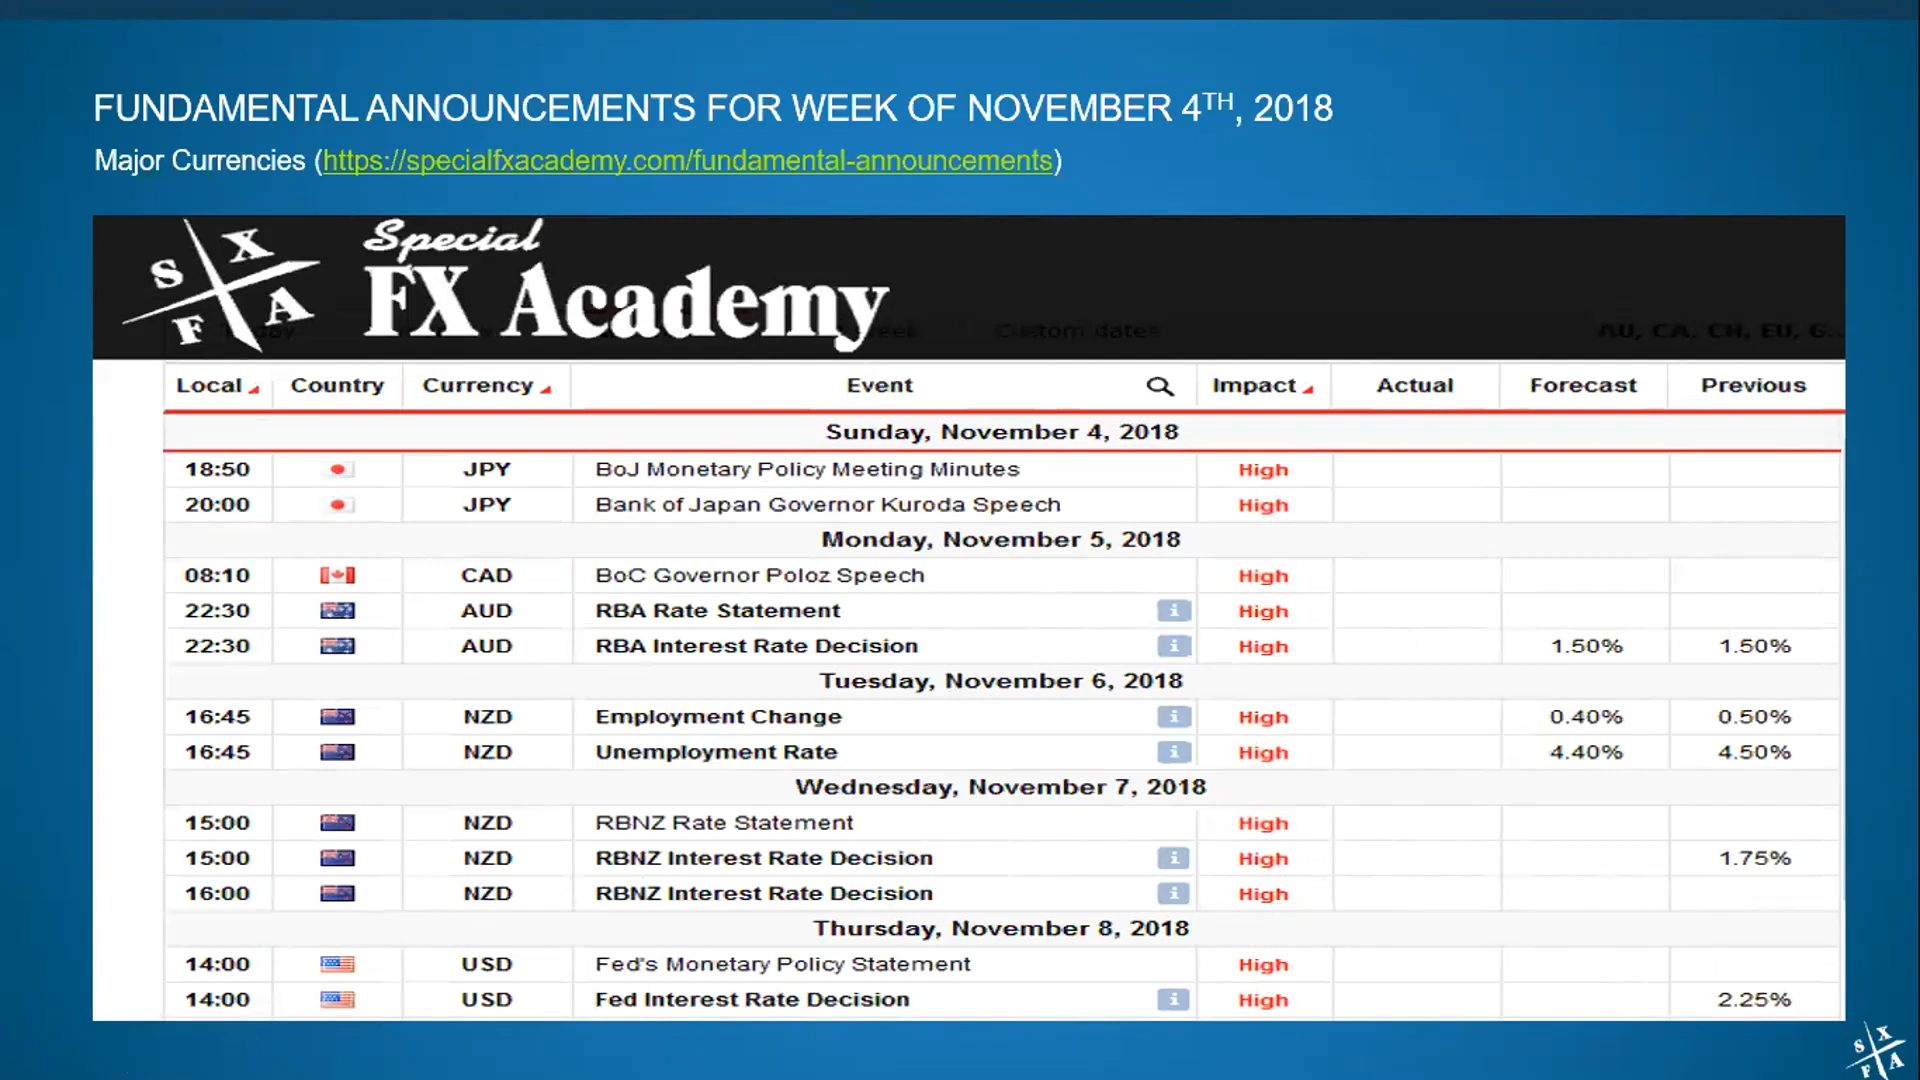 FUNDAMENTAL ANNOUNCEMENTS FOR WEEK OF NOVEMBER 4TH, 2018
Major Currencies (https://specialfxacademy.com/fundamental-announcements)
S X F A Special
FX Academy
Custom dates AU, CA, CH, EU, G...
Local Country Currency Event Impact Actual Forecast Previous
Sunday, November 4, 2018
18:50 JPY BoJ Monetary Policy Meeting Minutes High
20:00 JPY Bank of Japan Governor Kuroda Speech High
Monday, November 5, 2018
08:10 CAD BoC Governor Poloz Speech High
22:30 AUD RBA Rate Statement i High
22:30 AUD RBA Interest Rate Decision i High 1.50% 1.50%
Tuesday, November 6, 2018
16:45 NZD Employment Change i High 0.40% 0.50%
16:45 NZD Unemployment Rate i High 4.40% 4.50%
Wednesday, November 7, 2018
15:00 NZD RBNZ Rate Statement High
15:00 NZD RBNZ Interest Rate Decision i High 1.75%
16:00 NZD RBNZ Interest Rate Decision i High
Thursday, November 8, 2018
14:00 USD Fed's Monetary Policy Statement High
14:00 USD Fed Interest Rate Decision i High 2.25%
S X F A